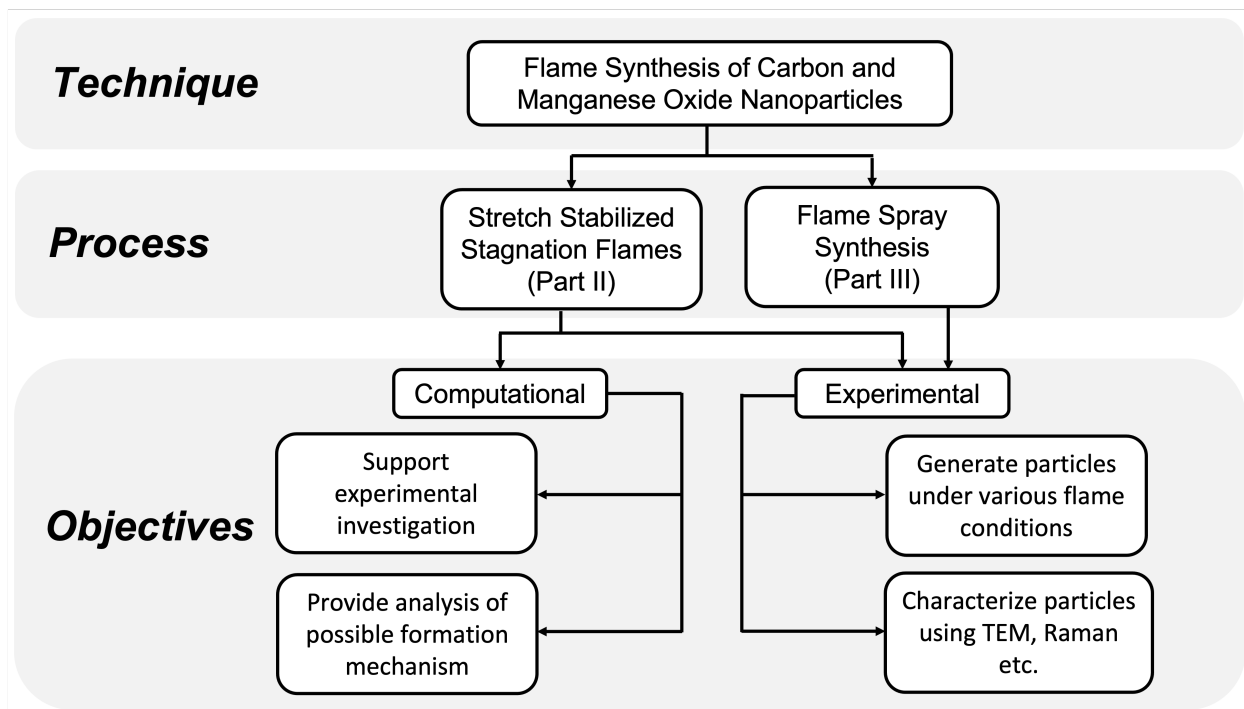 Technique
Flame Synthesis of Carbon and
Manganese Oxide Nanoparticles
Process
Stretch Stabilized
Stagnation Flames
(Part II)
Flame Spray
Synthesis
(Part III)
Objectives
Computational
Experimental
Support
experimental
investigation
Generate particles
under various flame
conditions
Provide analysis of
possible formation
mechanism
Characterize particles
using TEM, Raman
etc.